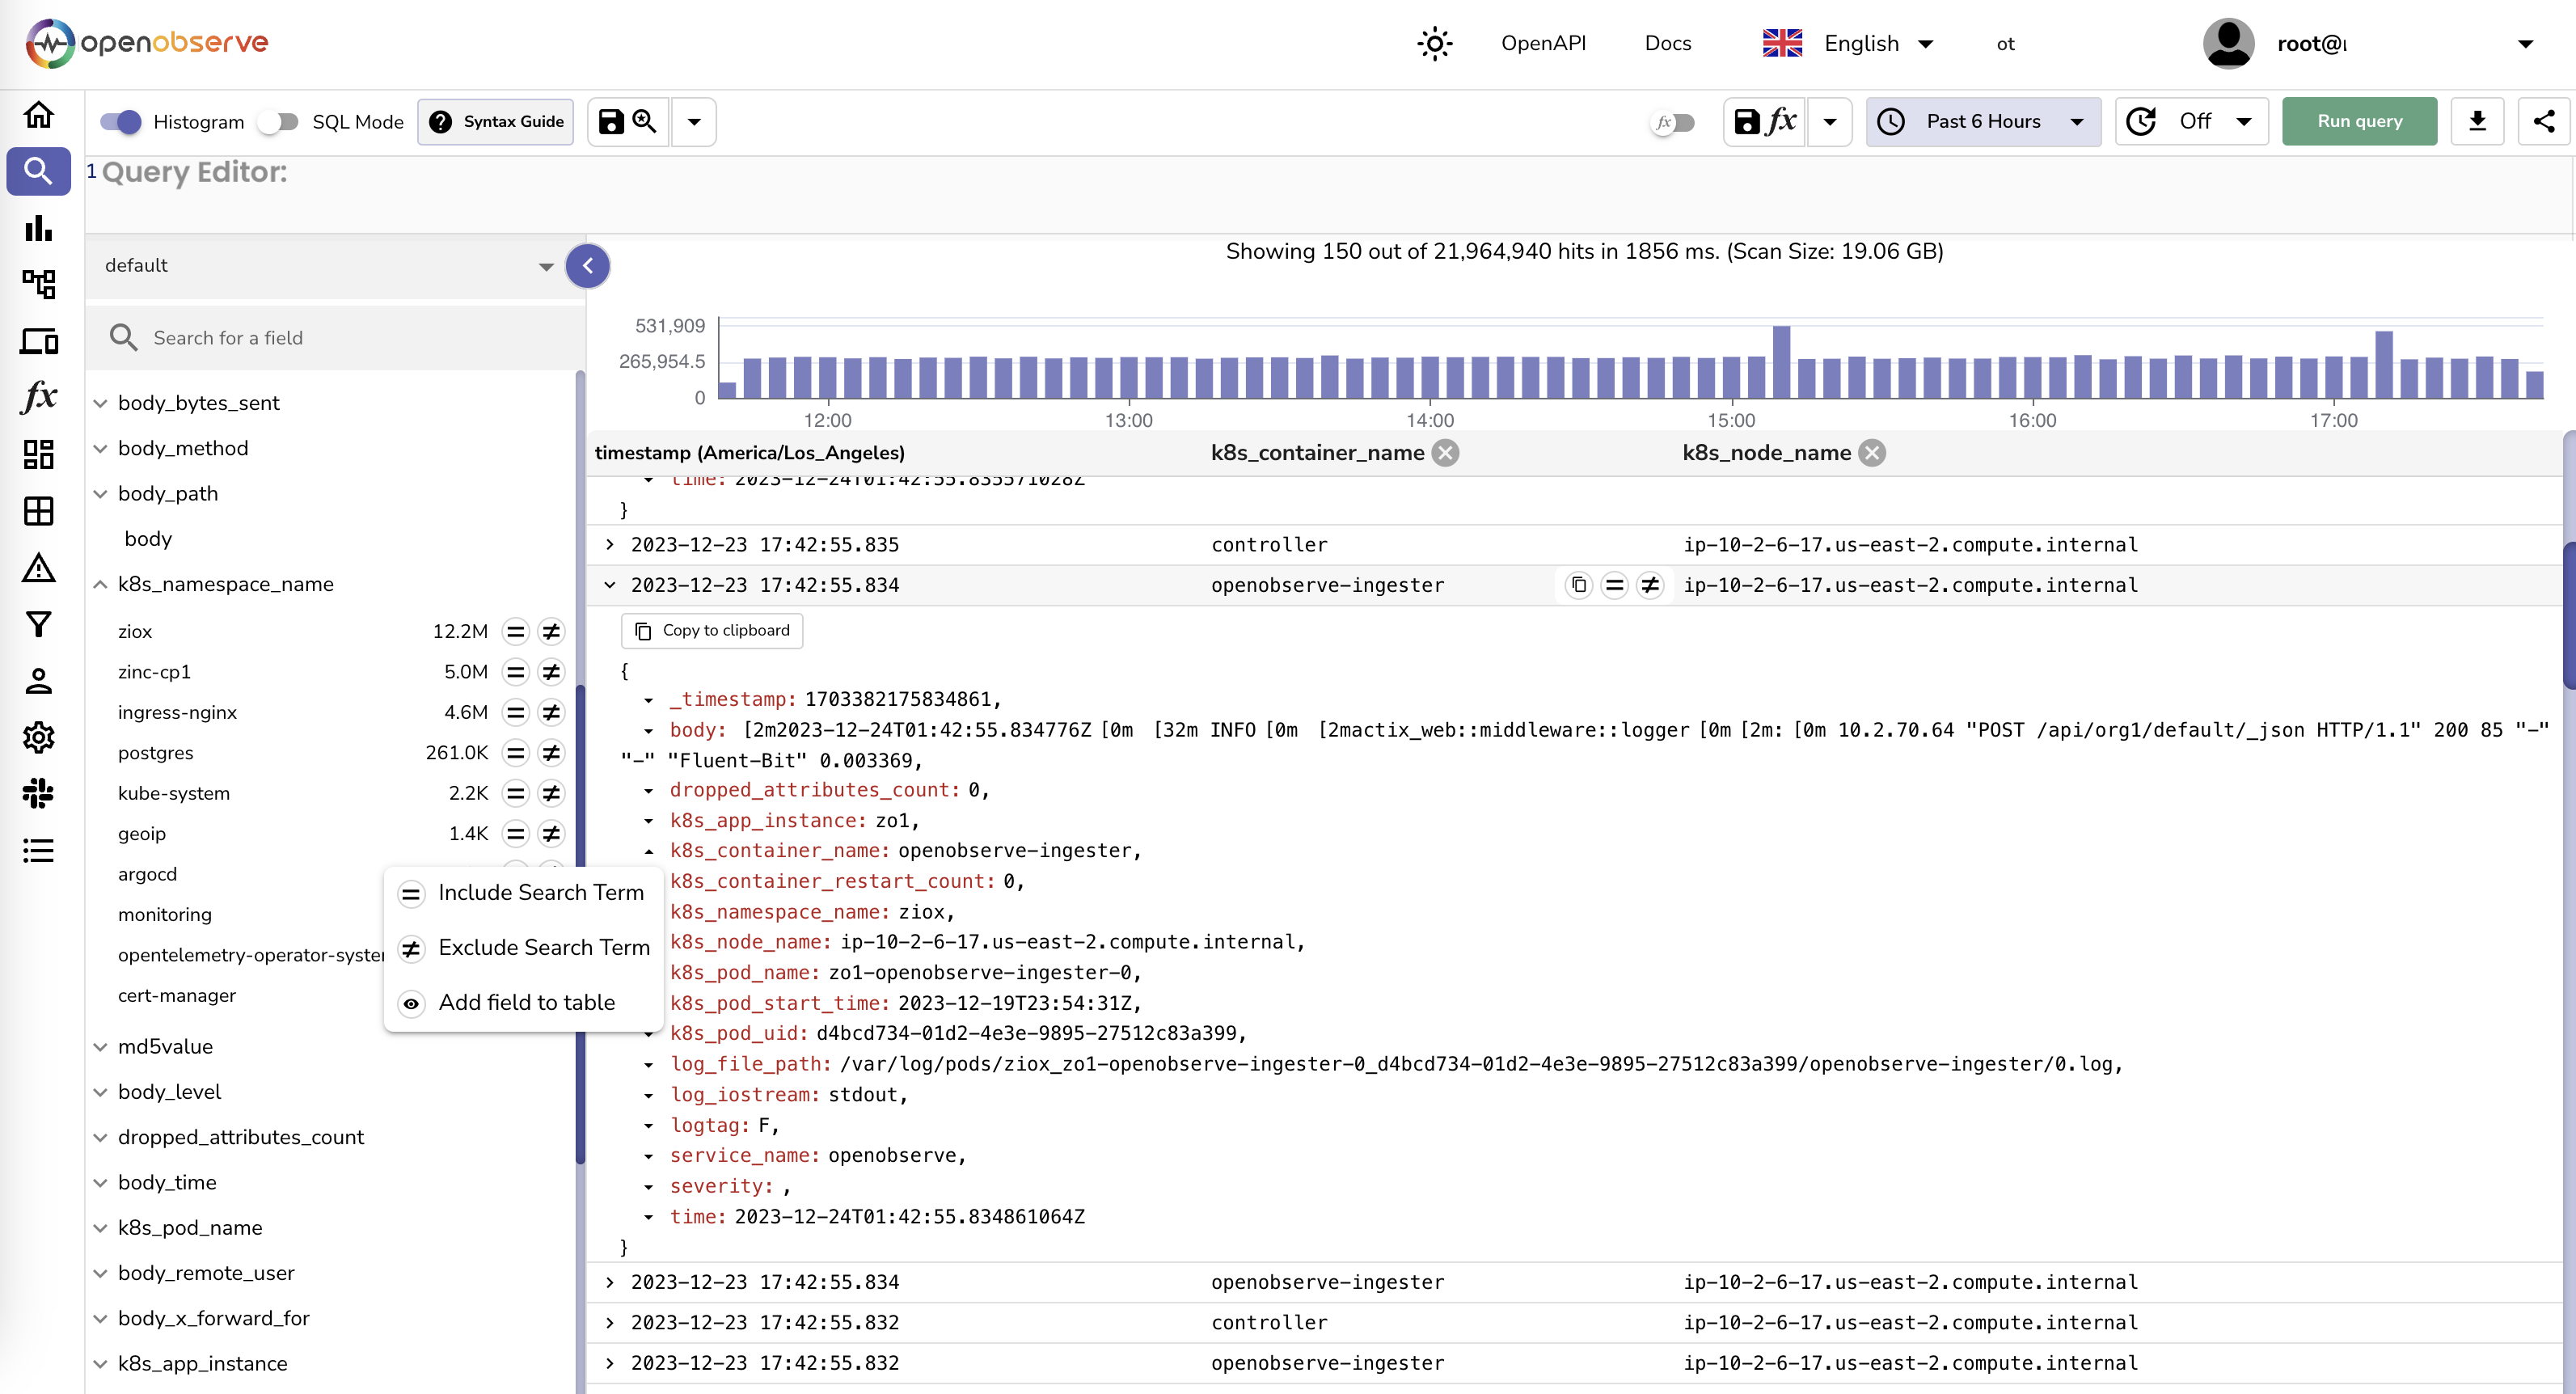 openobserve
OpenAPI Docs English ot root@
Histogram SQL Mode Syntax Guide fx fx Past 6 Hours Off Run query
1 Query Editor:
default
Showing 150 out of 21,964,940 hits in 1856 ms. (Scan Size: 19.06 GB)
Search for a field
531,909
265,954.5
0
12:00 13:00 14:00 15:00 16:00 17:00
body_bytes_sent
body_method
body_path
body
k8s_namespace_name
ziox 12.2M
zinc-cp1 5.0M
ingress-nginx 4.6M
postgres 261.0K
kube-system 2.2K
geoip 1.4K
argocd
monitoring
opentelemetry-operator-syste
cert-manager
md5value
body_level
dropped_attributes_count
body_time
k8s_pod_name
body_remote_user
body_x_forward_for
k8s_app_instance
Include Search Term
Exclude Search Term
Add field to table
timestamp (America/Los_Angeles) k8s_container_name k8s_node_name
time: 2023-12-24T01:42:55.835571028Z
}
2023-12-23 17:42:55.835 controller ip-10-2-6-17.us-east-2.compute.internal
2023-12-23 17:42:55.834 openobserve-ingester ip-10-2-6-17.us-east-2.compute.internal
Copy to clipboard
{
_timestamp: 1703382175834861,
body: [2m2023-12-24T01:42:55.834776Z [0m [32m INFO [0m [2mactix_web::middleware::logger [0m [2m: [0m 10.2.70.64 "POST /api/org1/default/_json HTTP/1.1" 200 85 "-"
"-" "Fluent-Bit" 0.003369,
dropped_attributes_count: 0,
k8s_app_instance: zo1,
k8s_container_name: openobserve-ingester,
k8s_container_restart_count: 0,
k8s_namespace_name: ziox,
k8s_node_name: ip-10-2-6-17.us-east-2.compute.internal,
k8s_pod_name: zo1-openobserve-ingester-0,
k8s_pod_start_time: 2023-12-19T23:54:31Z,
k8s_pod_uid: d4bcd734-01d2-4e3e-9895-27512c83a399,
log_file_path: /var/log/pods/ziox_zo1-openobserve-ingester-0_d4bcd734-01d2-4e3e-9895-27512c83a399/openobserve-ingester/0.log,
log_iostream: stdout,
logtag: F,
service_name: openobserve,
severity: ,
time: 2023-12-24T01:42:55.834861064Z
}
2023-12-23 17:42:55.834 openobserve-ingester ip-10-2-6-17.us-east-2.compute.internal
2023-12-23 17:42:55.832 controller ip-10-2-6-17.us-east-2.compute.internal
2023-12-23 17:42:55.832 openobserve-ingester ip-10-2-6-17.us-east-2.compute.internal